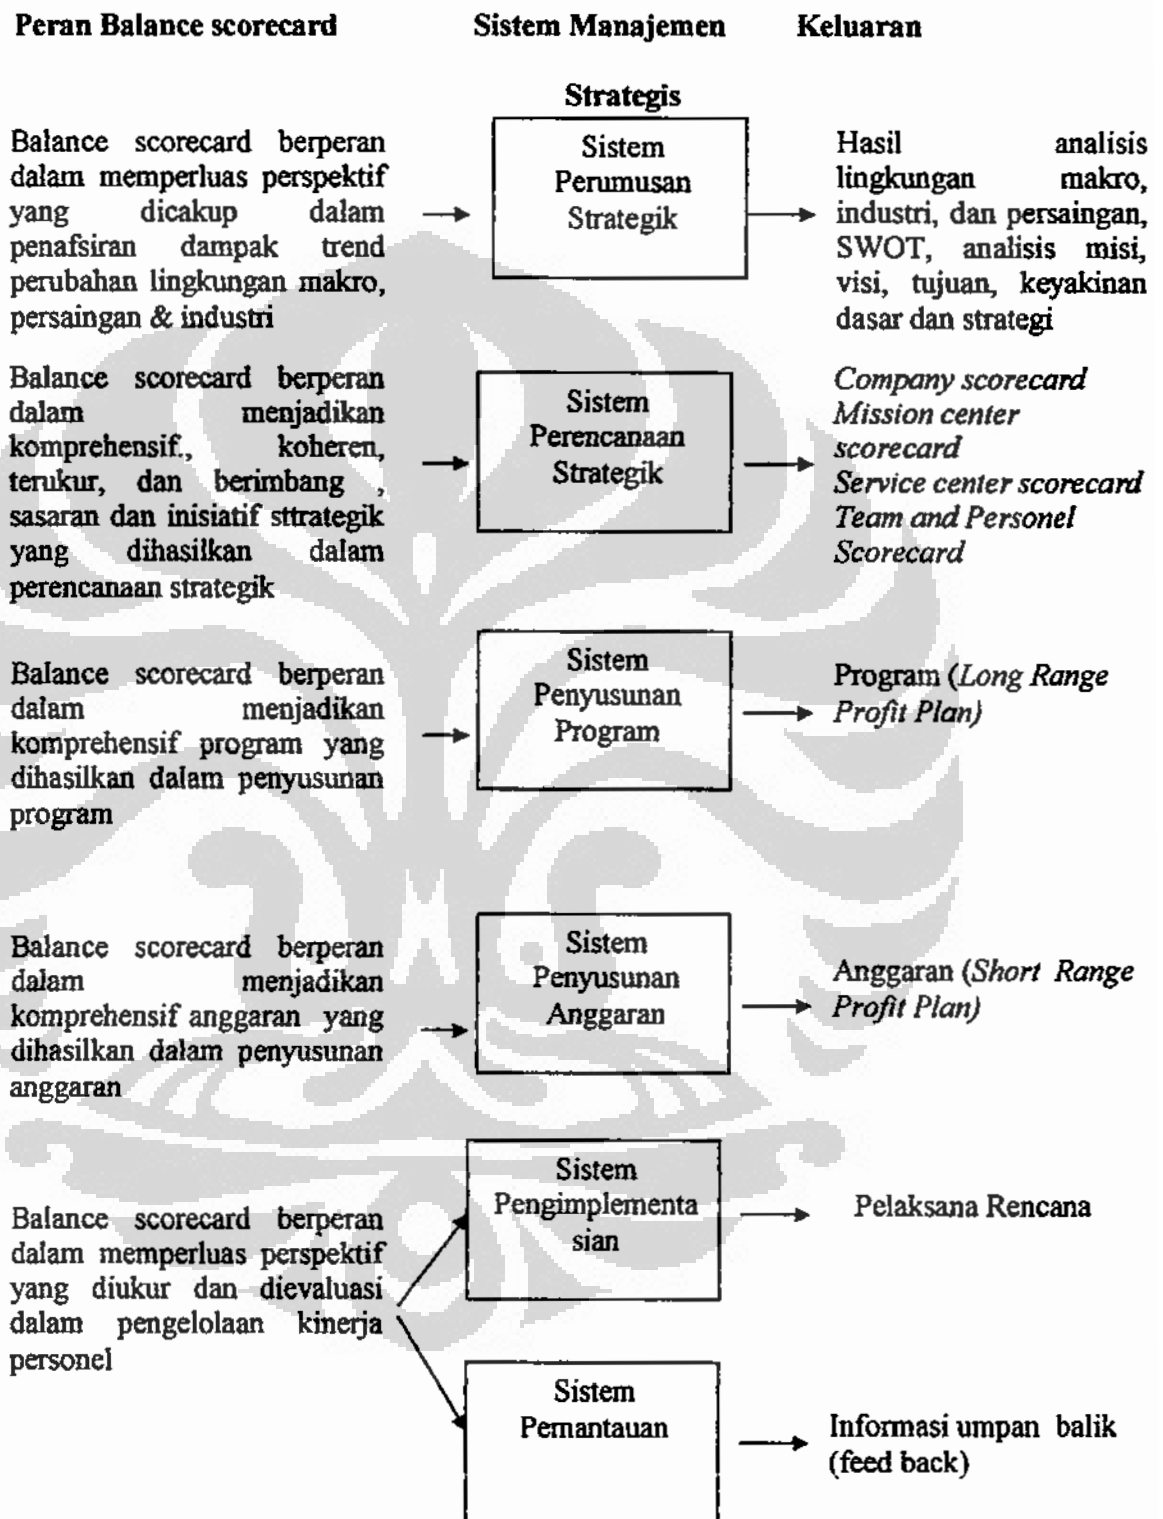 Peran Balance scorecard
Sistem Manajemen
Strategis
Keluaran
Balance scorecard berperan
dalam memperluas perspektif
yang dicakup dalam
penafsiran dampak trend
perubahan lingkungan makro,
persaingan & industri
Sistem
Perumusan
Strategik
Hasil analisis
lingkungan makro,
industri, dan persaingan,
SWOT, analisis misi,
visi, tujuan, keyakinan
dasar dan strategi
Balance scorecard berperan
dalam menjadikan
komprehensif., koheren,
terukur, dan berimbang ,
sasaran dan inisiatif sttrategik
yang dihasilkan dalam
perencanaan strategik
Sistem
Perencanaan
Strategik
Company scorecard
Mission center
scorecard
Service center scorecard
Team and Personel
Scorecard
Balance scorecard berperan
dalam menjadikan
komprehensif program yang
dihasilkan dalam penyusunan
program
Sistem
Penyusunan
Program
Program (Long Range
Profit Plan)
Balance scorecard berperan
dalam menjadikan
komprehensif anggaran yang
dihasilkan dalam penyusunan
anggaran
Sistem
Penyusunan
Anggaran
Anggaran (Short Range
Profit Plan)
Balance scorecard berperan
dalam memperluas perspektif
yang diukur dan dievaluasi
dalam pengelolaan kinerja
personel
Sistem
Pengimplementa
sian
Pelaksana Rencana
Sistem
Pemantauan
Informasi umpan balik
(feed back)